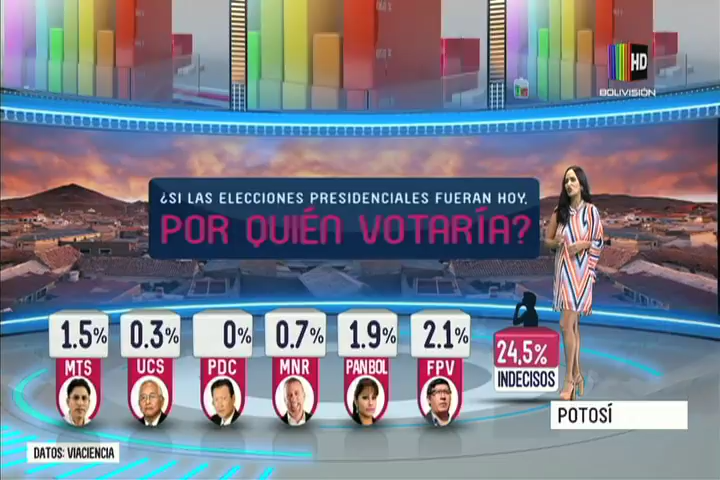 HD
BOLIVISIÓN
¿SI LAS ELECCIONES PRESIDENCIALES FUERAN HOY,
POR QUIÉN VOTARÍA?
1.5% 0.3% 0% 0.7% 1.9% 2.1%
MTS UCS PDC MNR PANBOL FPV
24,5%
INDECISOS
POTOSÍ
DATOS: VIACIENCIA